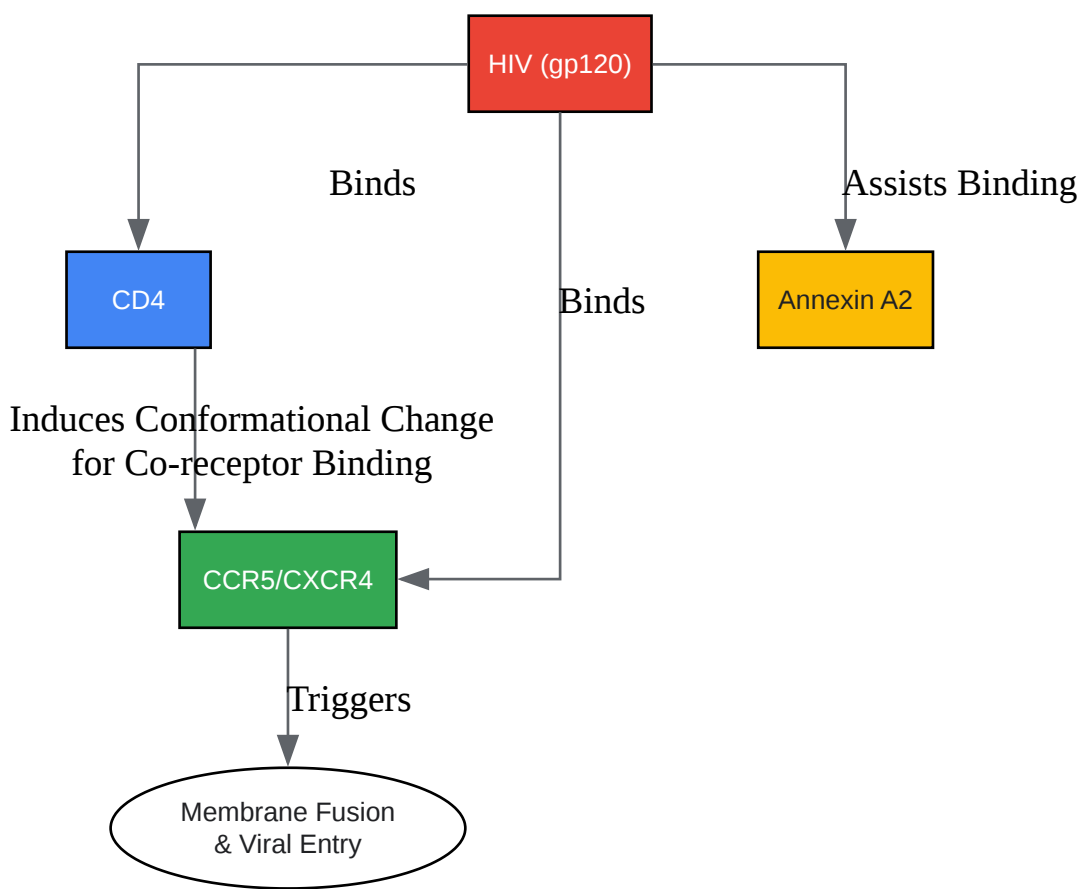 HIV (gp120)
Binds
Assists Binding
CD4
Binds
Annexin A2
Induces Conformational Change
for Co-receptor Binding
CCR5/CXCR4
Triggers
Membrane Fusion
& Viral Entry